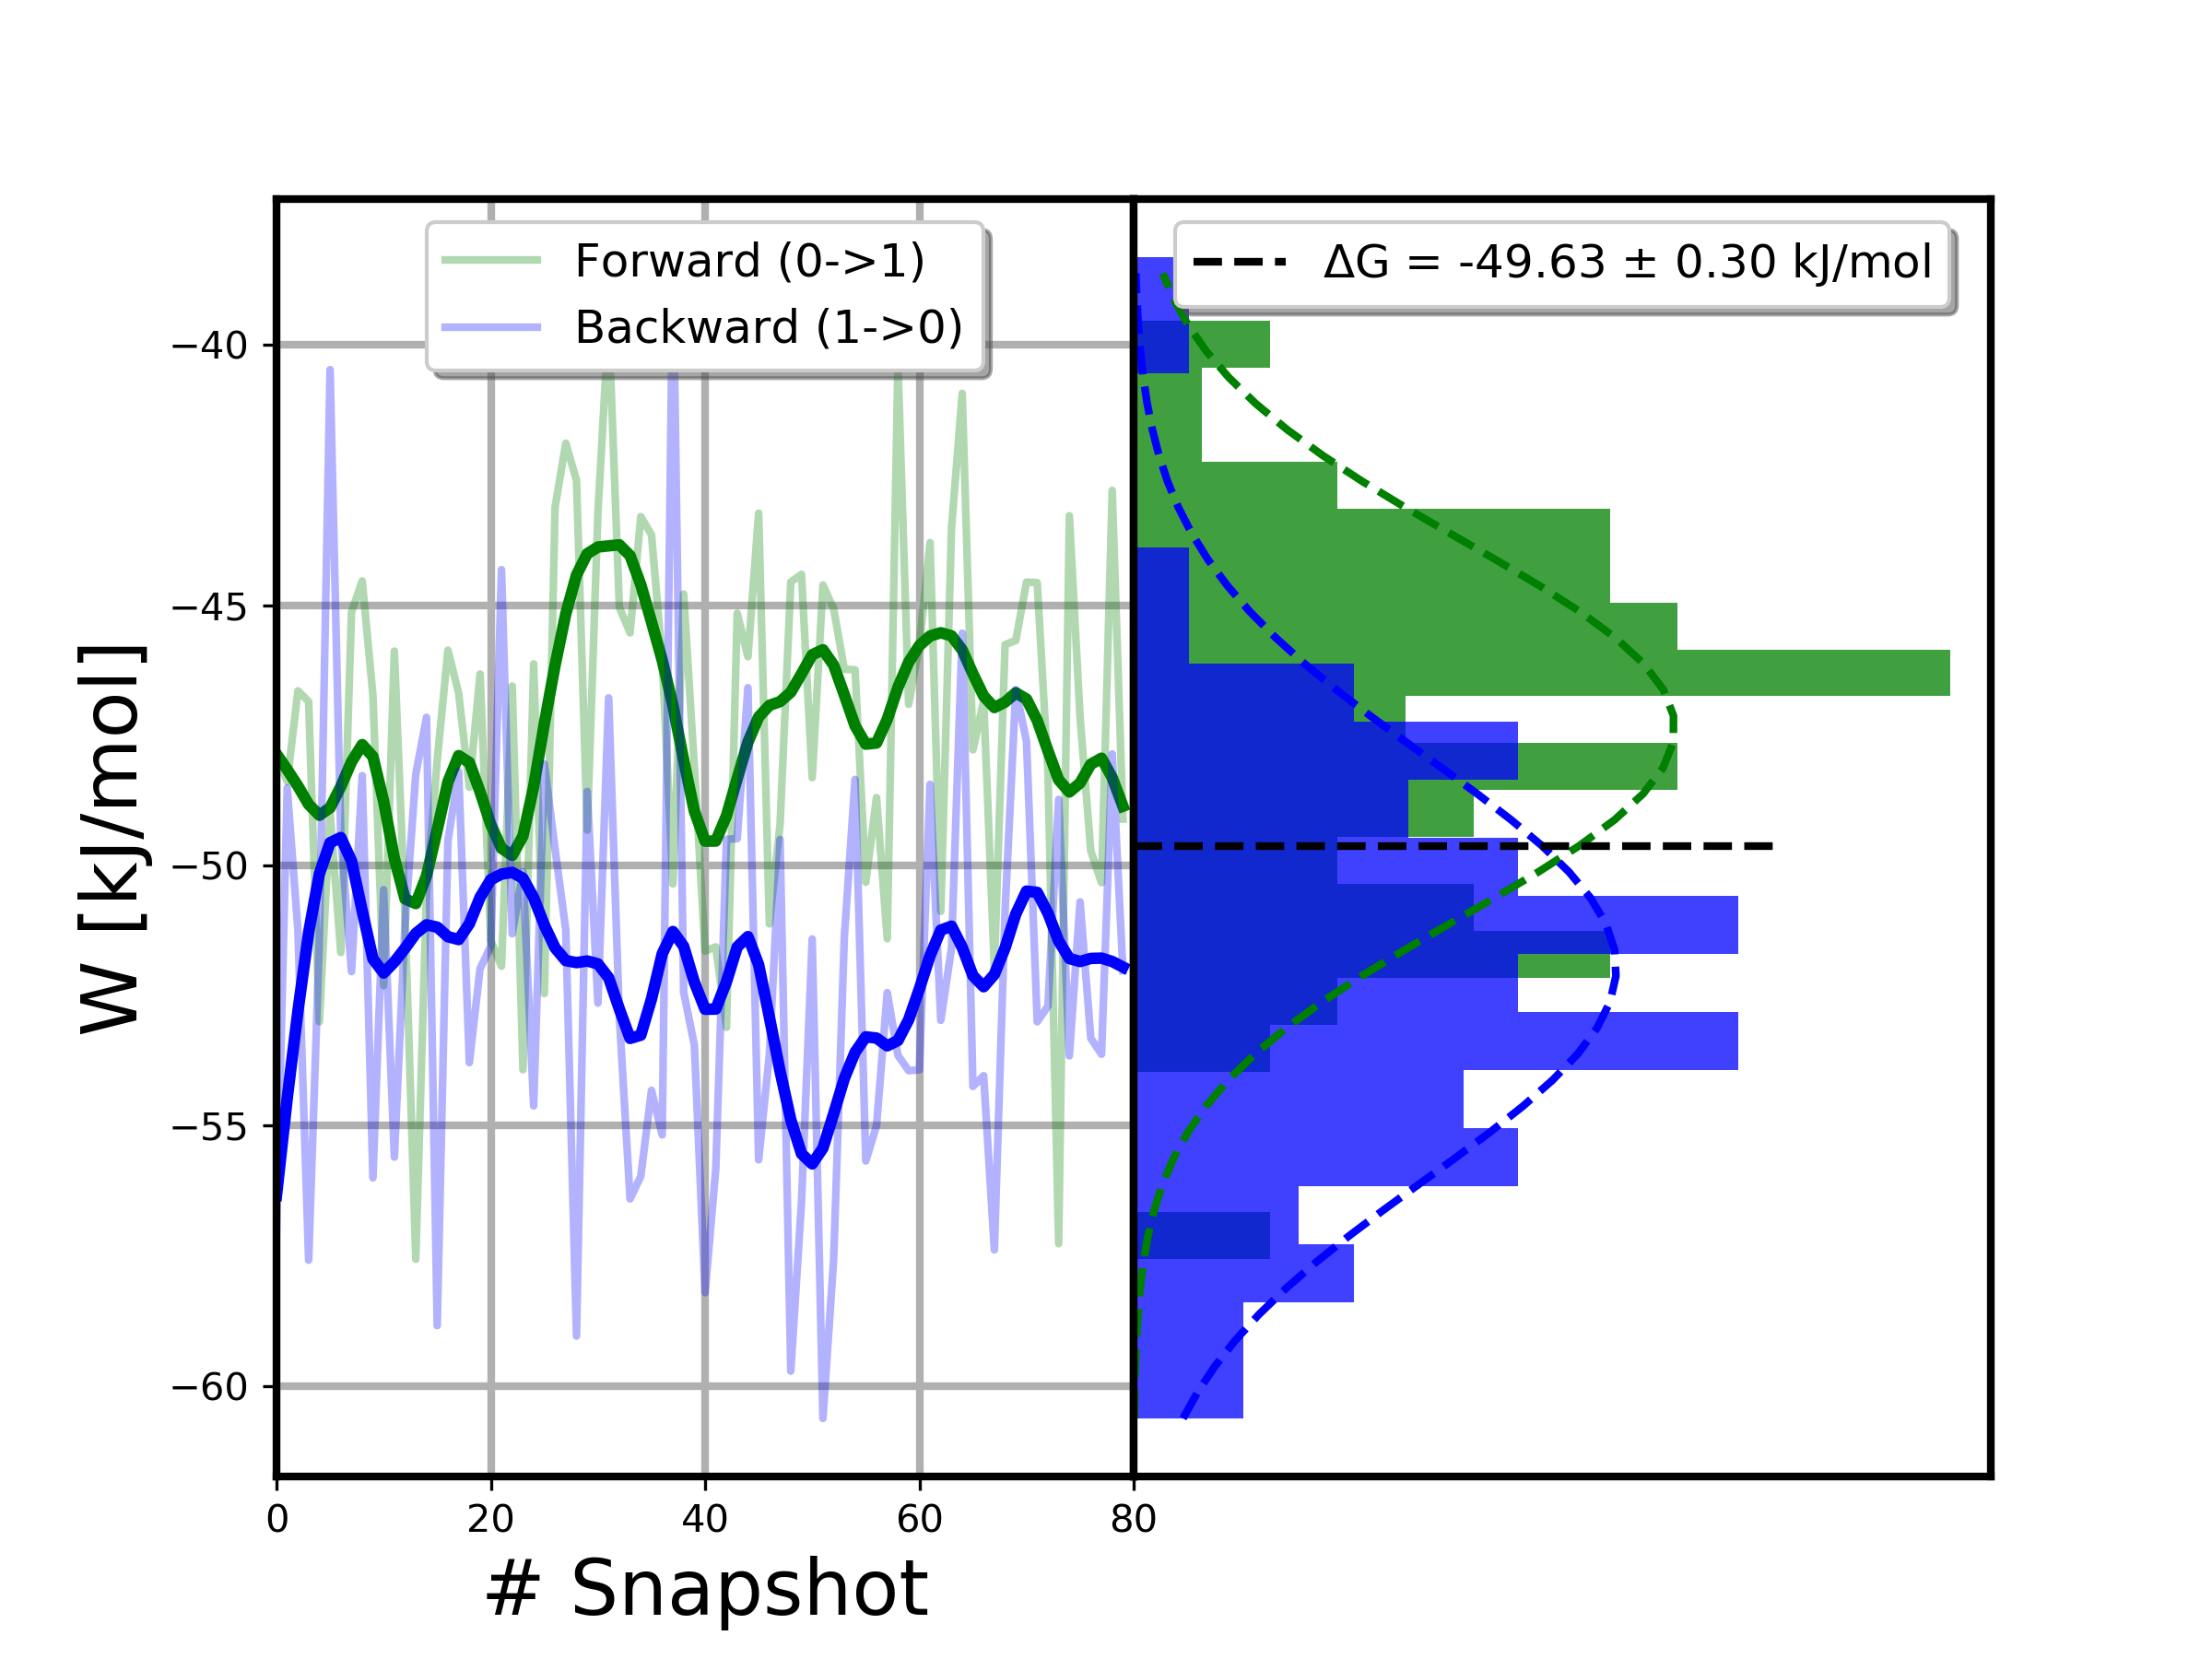 Forward (0->1)
Backward (1->0)
ΔG = -49.63 ± 0.30 kJ/mol
−40
−45
−50
−55
−60
W [kJ/mol]
0 20 40 60 80
# Snapshot